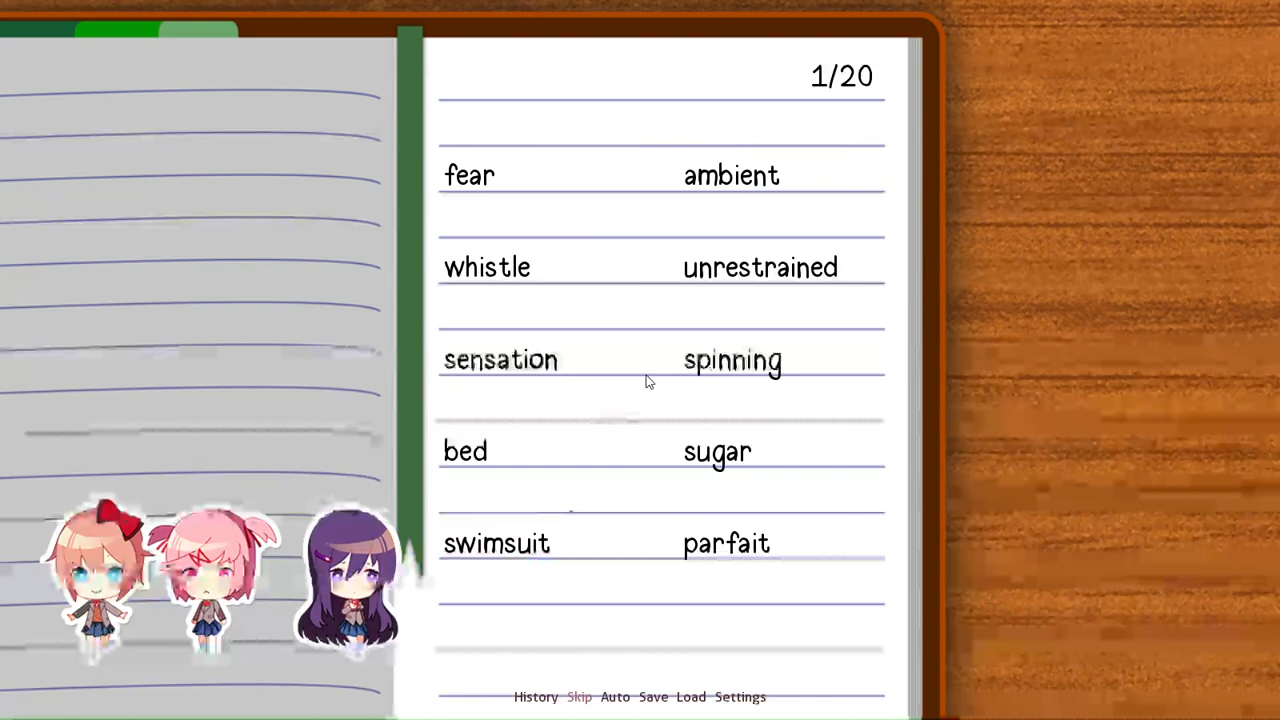 1/20
fear ambient
whistle unrestrained
sensation spinning
bed sugar
swimsuit parfait
History Skip Auto Save Load Settings